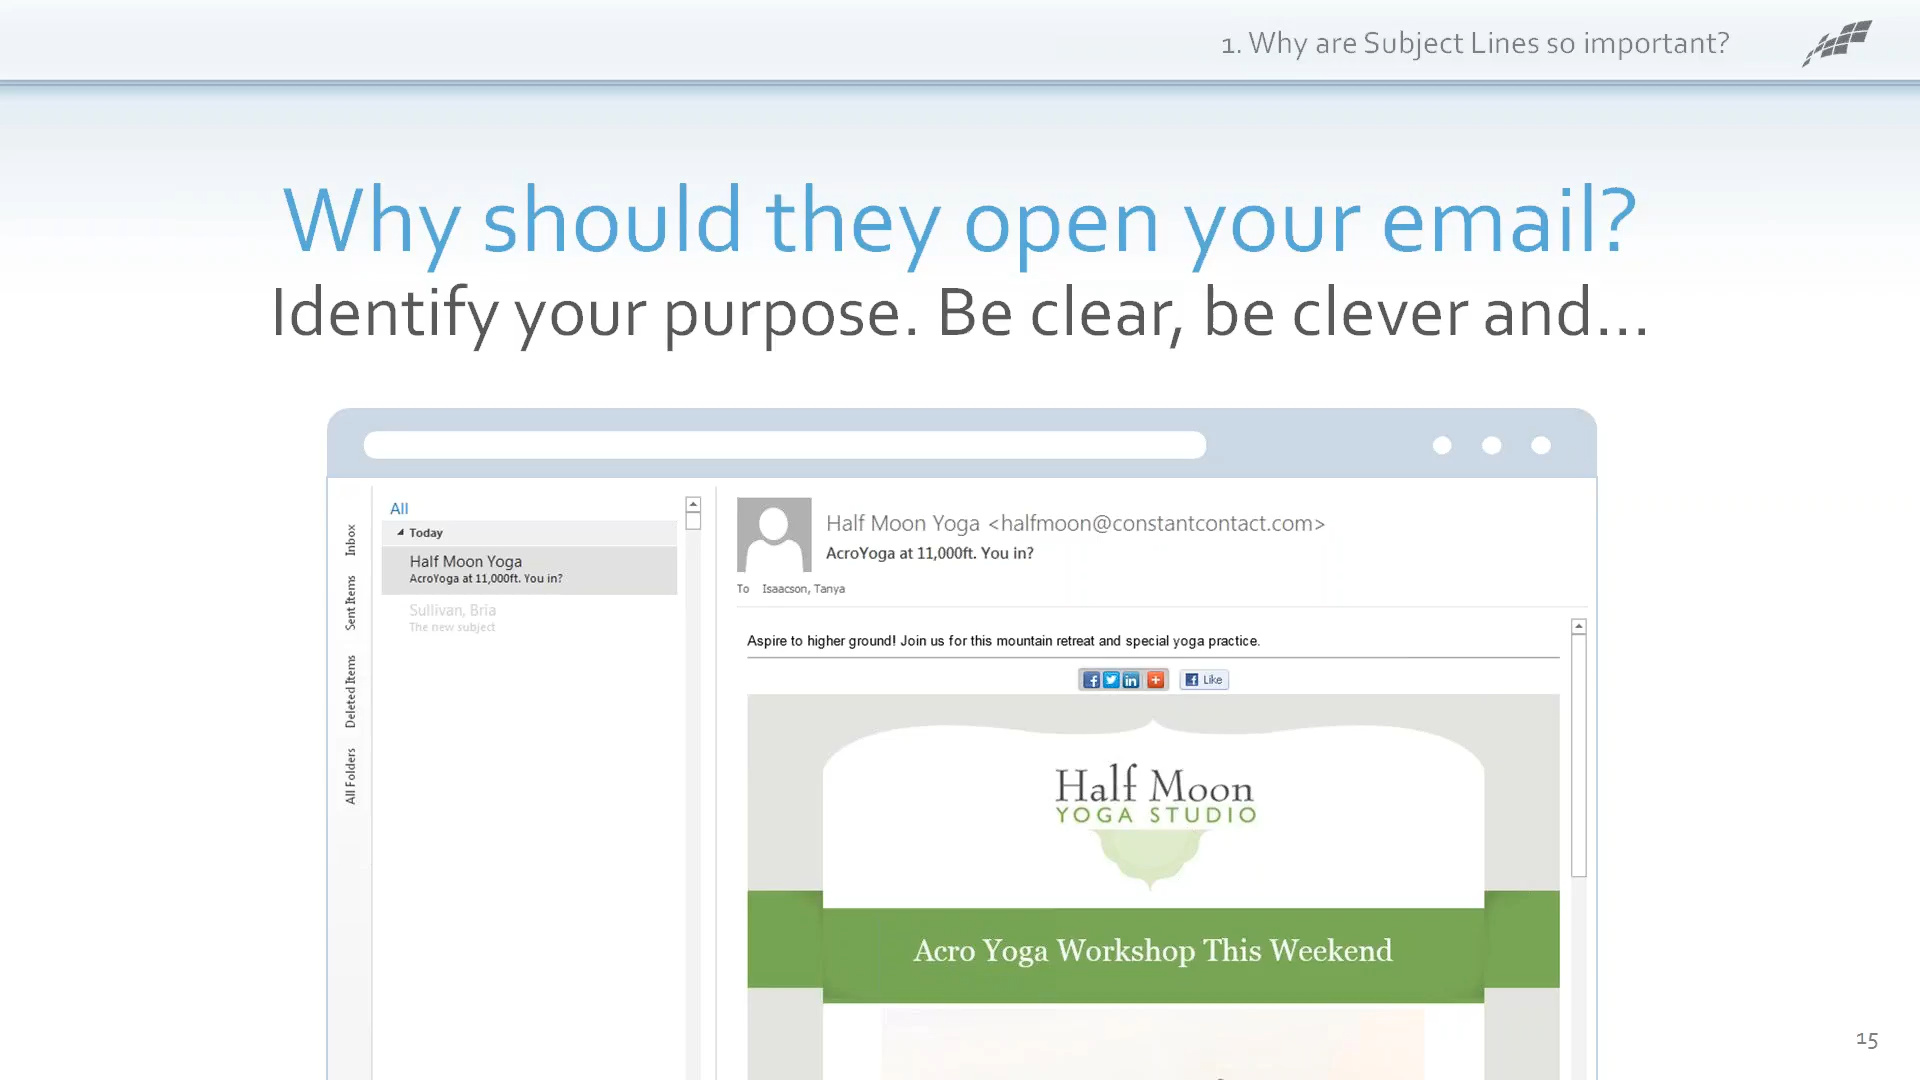 1. Why are Subject Lines so important?
Why should they open your email?
Identify your purpose. Be clear, be clever and...
All
Today
Half Moon Yoga
AcroYoga at 11,000ft. You in?
Sullivan, Bria
The new subject
Inbox
Sent Items
Deleted Items
All Folders
Half Moon Yoga <halfmoon@constantcontact.com>
AcroYoga at 11,000ft. You in?
To Isaacson, Tanya
Aspire to higher ground! Join us for this mountain retreat and special yoga practice.
Like
Half Moon
YOGA STUDIO
Acro Yoga Workshop This Weekend
15